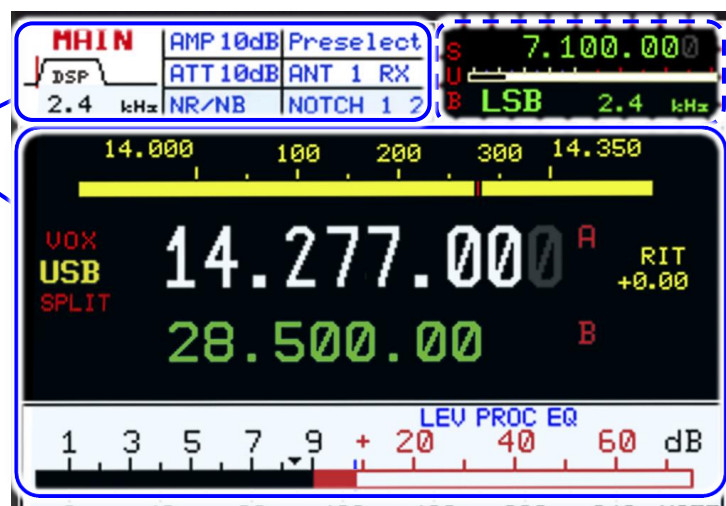 MAIN
DSP
2.4 kHz
AMP 10dB Preselect
ATT 10dB ANT 1 RX
NR/NB NOTCH 1 2
SUB
7.100.000
LSB 2.4 kHz
14.000 100 200 300 14.350
VOX
USB
SPLIT
14.277.000 A
RIT
+0.00
28.500.00 B
LEV PROC EQ
1 3 5 7 9 + 20 40 60 dB